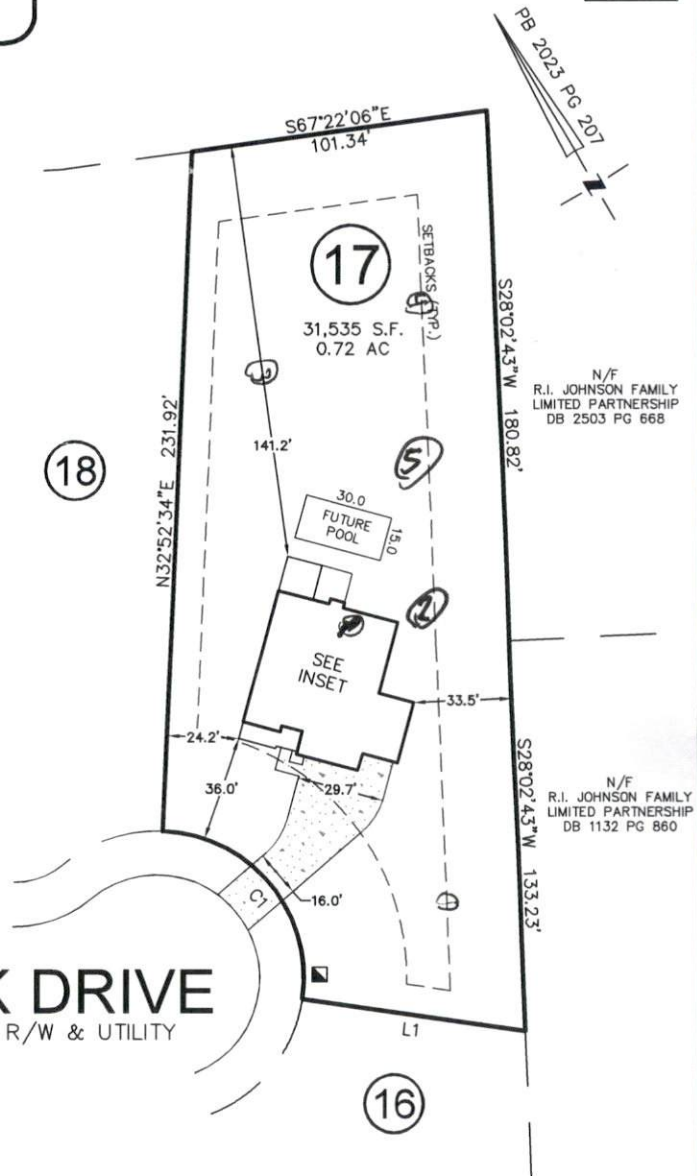 PB 2023 PG 207
S67°22'06"E
101.34'
17
31,535 S.F.
0.72 AC
SETBACKS (TYP.)
S28°02'43"W 180.82'
N/F
R.I. JOHNSON FAMILY
LIMITED PARTNERSHIP
DB 2503 PG 668
N32°52'34"E 231.92'
18
141.2'
5
30.0
FUTURE
POOL
15.0
2
SEE
INSET
33.5'
24.2'
36.0'
29.7'
S28°02'43"W 133.23'
N/F
R.I. JOHNSON FAMILY
LIMITED PARTNERSHIP
DB 1132 PG 860
C1
16.0'
K DRIVE
R/W & UTILITY
L1
16